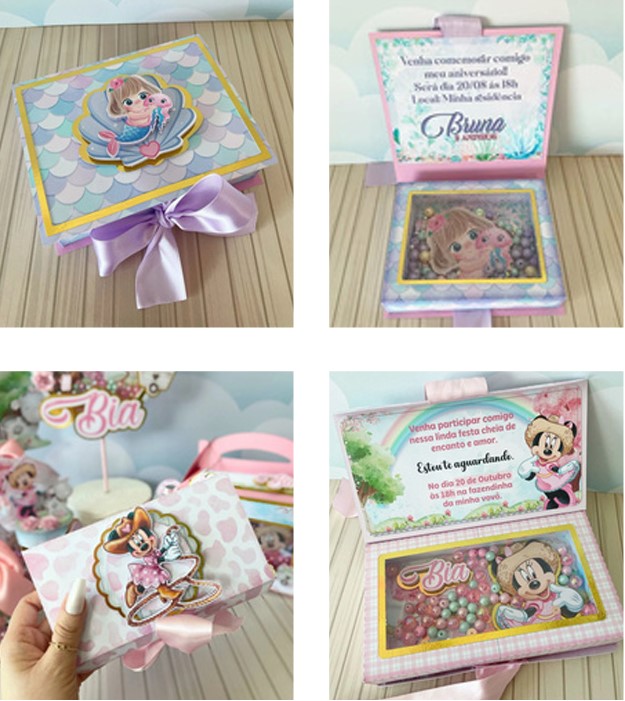 Venha comemorar comigo
meu aniversário!!
Será dia 20/08 às 18h
Local: Minha residência
Bruna
Bia
Venha participar comigo
nessa linda festa cheia de
encanto e amor.
Estou te aguardando.
No dia 20 de Outubro
às 18h na fazendinha
da minha vovó.
Bia